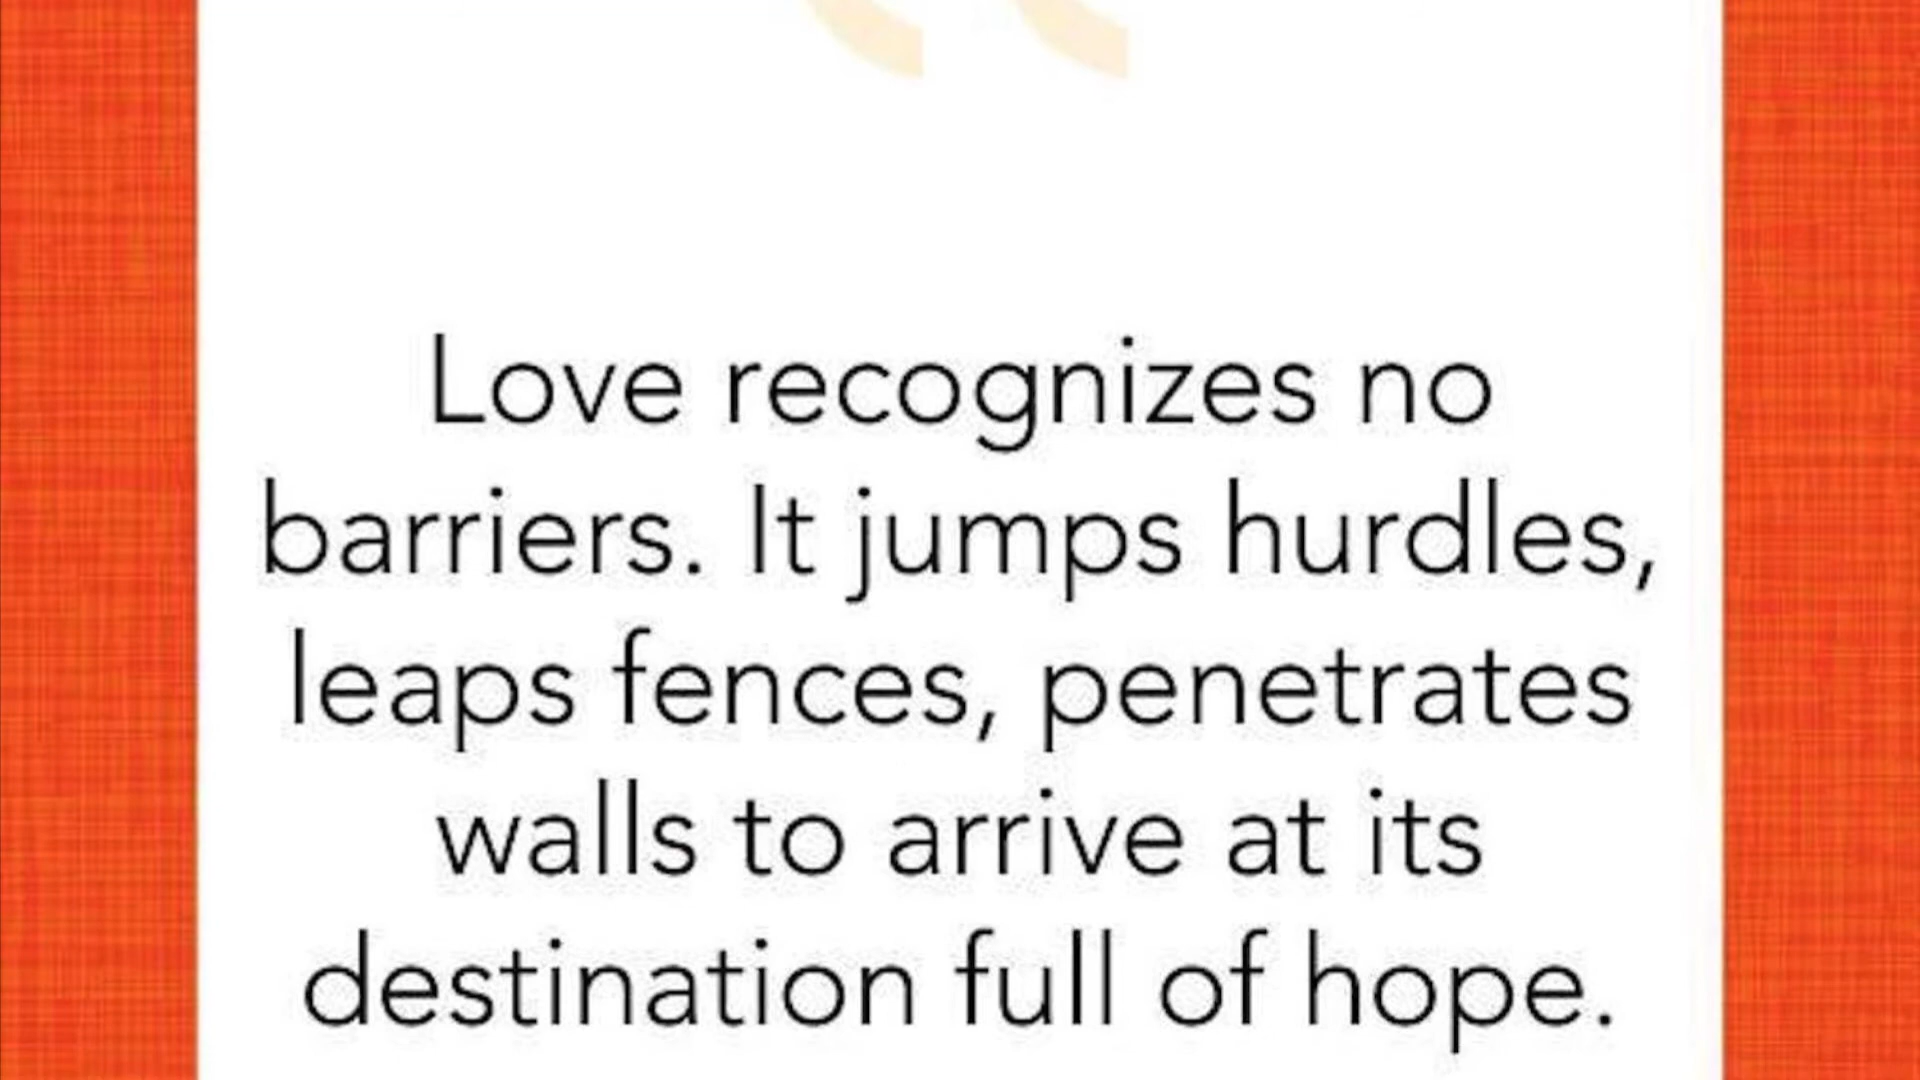 Love recognizes no
barriers. It jumps hurdles,
leaps fences, penetrates
walls to arrive at its
destination full of hope.